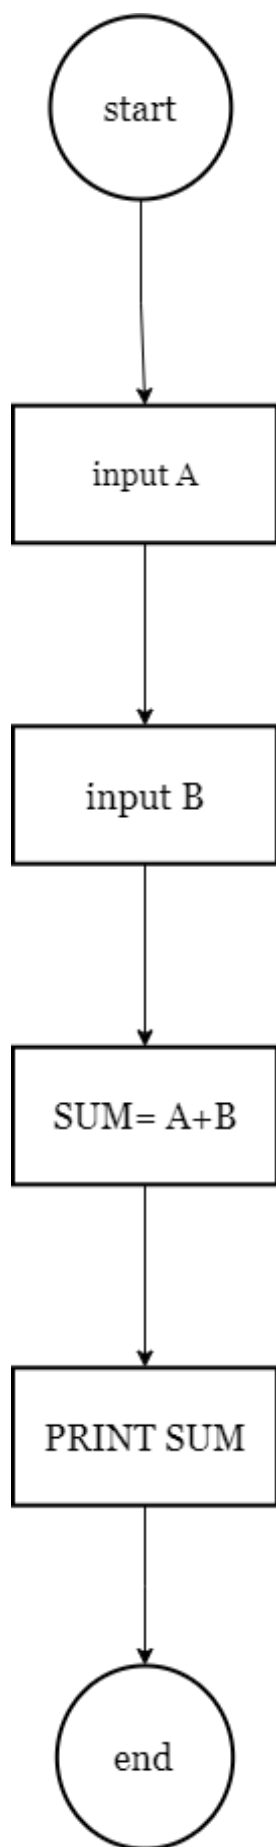 start
input A
input B
SUM= A+B
PRINT SUM
end